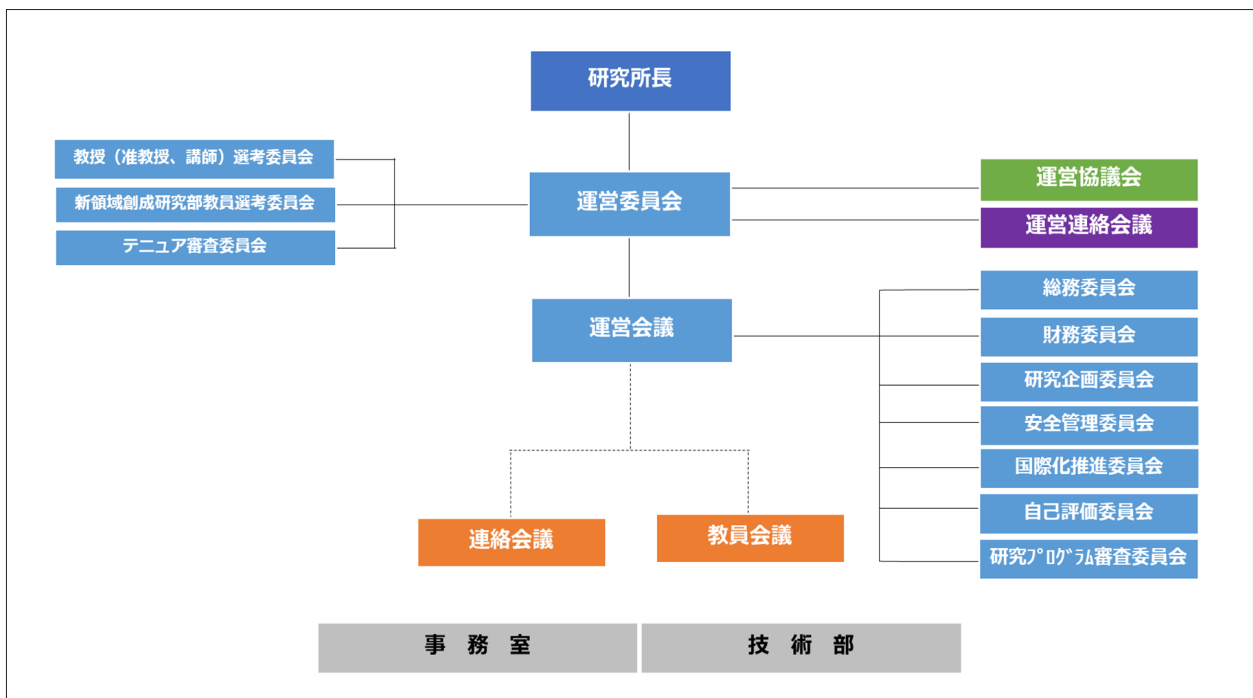 研究所長
教授（准教授、講師）選考委員会
新領域創成研究部教員選考委員会
テニュア審査委員会
運営委員会
運営協議会
運営連絡会議
運営会議
総務委員会
財務委員会
研究企画委員会
安全管理委員会
国際化推進委員会
自己評価委員会
研究ﾌﾟﾛｸﾞﾗﾑ審査委員会
連絡会議
教員会議
事　務　室
技　術　部